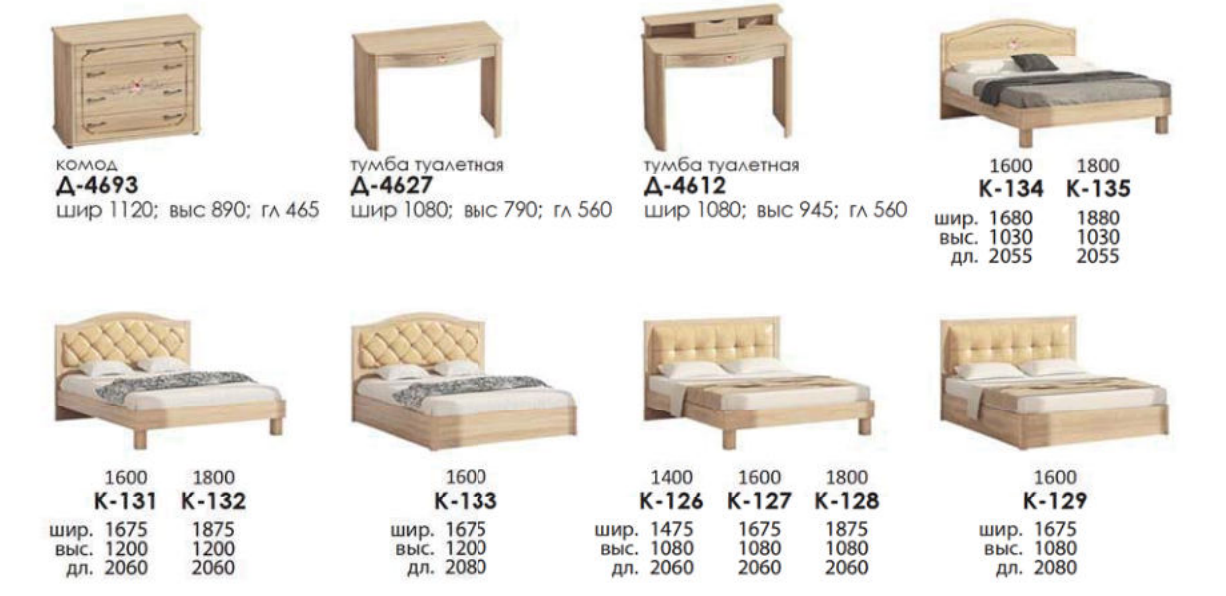 комод
Д-4693
шир 1120; выс 890; гл 465
тумба туалетная
Д-4627
шир 1080; выс 790; гл 560
тумба туалетная
Д-4612
шир 1080; выс 945; гл 560
1600 1800
К-134 К-135
шир. 1680 1880
выс. 1030 1030
дл. 2055 2055
1600 1800
К-131 К-132
шир. 1675 1875
выс. 1200 1200
дл. 2060 2060
1600
К-133
шир. 1675
выс. 1200
дл. 2080
1400 1600 1800
К-126 К-127 К-128
шир. 1475 1675 1875
выс. 1080 1080 1080
дл. 2060 2060 2060
1600
К-129
шир. 1675
выс. 1080
дл. 2080